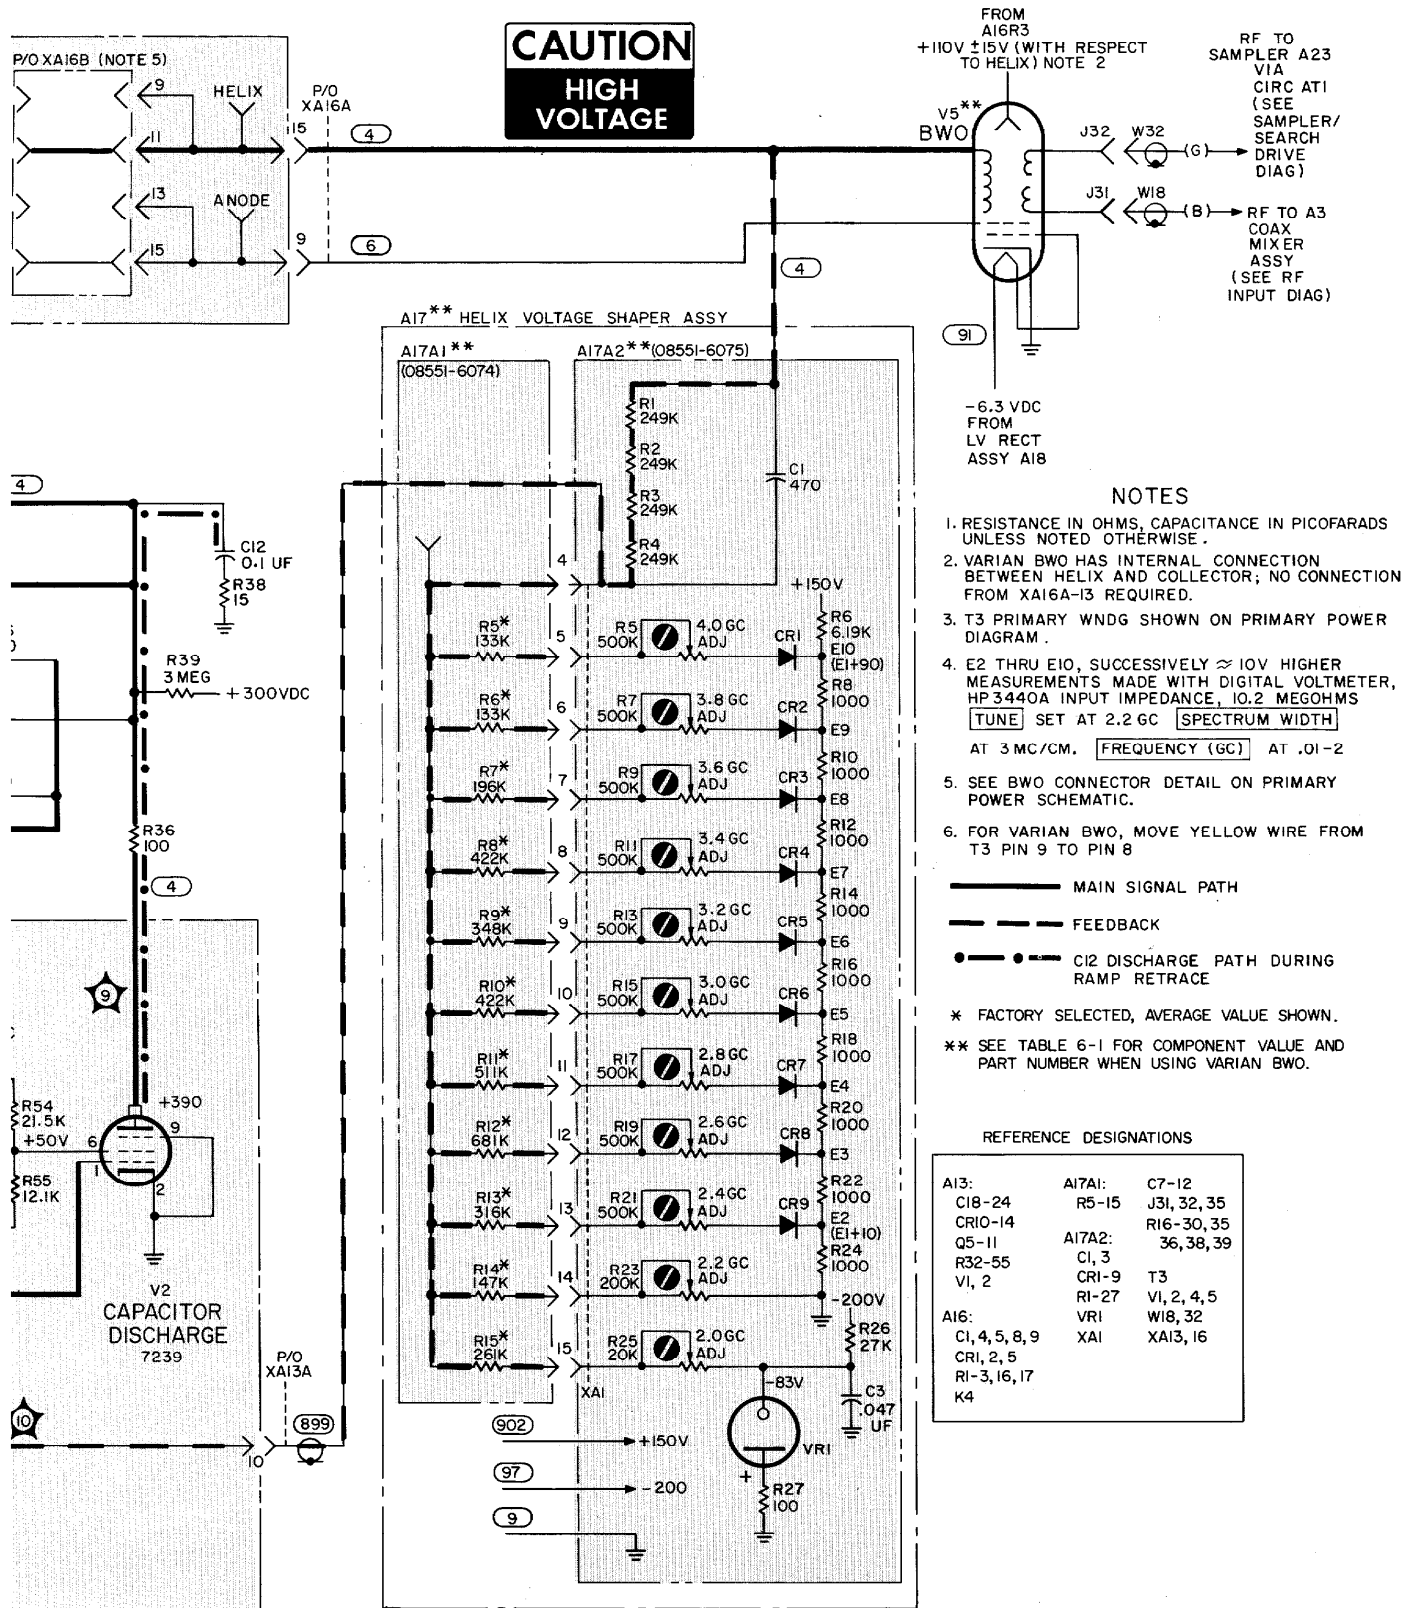 CAUTION
HIGH
VOLTAGE
FROM
A16R3
+110V ±15V (WITH RESPECT
TO HELIX) NOTE 2
RF TO
SAMPLER A23
VIA
CIRC AT1
(SEE
SAMPLER/
SEARCH
DRIVE
DIAG)
P/O XA16B (NOTE 5)
9
HELIX
P/O
XA16A
11
15
4
13
ANODE
15
9
6
V5**
BWO
J32
W32
(G)
J31
W18
(B)
RF TO A3
COAX
MIXER
ASSY
(SEE RF
INPUT DIAG)
4
91
-6.3 VDC
FROM
LV RECT
ASSY A18
A17** HELIX VOLTAGE SHAPER ASSY
A17A1**
(08551-6074)
A17A2**(08551-6075)
R1
249K
R2
249K
R3
249K
R4
249K
C1
470
4
+150V
R5*
133K
5
R5
500K
4.0 GC
ADJ
CR1
R6
6.19K
E10
(E1+90)
R6*
133K
6
R7
500K
3.8 GC
ADJ
CR2
R8
1000
E9
R7*
196K
7
R9
500K
3.6 GC
ADJ
CR3
R10
1000
E8
R8*
422K
8
R11
500K
3.4 GC
ADJ
CR4
R12
1000
E7
R9*
348K
9
R13
500K
3.2 GC
ADJ
CR5
R14
1000
E6
R10*
422K
10
R15
500K
3.0 GC
ADJ
CR6
R16
1000
E5
R11*
511K
11
R17
500K
2.8 GC
ADJ
CR7
R18
1000
E4
R12*
681K
12
R19
500K
2.6 GC
ADJ
CR8
R20
1000
E3
R13*
316K
13
R21
500K
2.4 GC
ADJ
CR9
R22
1000
E2
(E1+10)
R14*
147K
14
R23
200K
2.2 GC
ADJ
R24
1000
-200V
R15*
261K
15
R25
20K
2.0 GC
ADJ
R26
27K
XA1
-83V
C3
.047
UF
VR1
+
R27
100
902
+150V
97
-200
9
4
C12
0.1 UF
R38
15
R39
3 MEG
+300VDC
R36
100
4
9
R54
21.5K
+50V
6
1
R55
12.1K
+390
9
2
V2
CAPACITOR
DISCHARGE
7239
P/O
XA13A
10
10
899
NOTES
1. RESISTANCE IN OHMS, CAPACITANCE IN PICOFARADS
UNLESS NOTED OTHERWISE.
2. VARIAN BWO HAS INTERNAL CONNECTION
BETWEEN HELIX AND COLLECTOR; NO CONNECTION
FROM XA16A-13 REQUIRED.
3. T3 PRIMARY WNDG SHOWN ON PRIMARY POWER
DIAGRAM.
4. E2 THRU E10, SUCCESSIVELY ≈ 10V HIGHER
MEASUREMENTS MADE WITH DIGITAL VOLTMETER,
HP 3440A INPUT IMPEDANCE, 10.2 MEGOHMS
TUNE SET AT 2.2 GC SPECTRUM WIDTH
AT 3 MC/CM. FREQUENCY (GC) AT .01-2
5. SEE BWO CONNECTOR DETAIL ON PRIMARY
POWER SCHEMATIC.
6. FOR VARIAN BWO, MOVE YELLOW WIRE FROM
T3 PIN 9 TO PIN 8
MAIN SIGNAL PATH
FEEDBACK
C12 DISCHARGE PATH DURING
RAMP RETRACE
* FACTORY SELECTED, AVERAGE VALUE SHOWN.
** SEE TABLE 6-1 FOR COMPONENT VALUE AND
PART NUMBER WHEN USING VARIAN BWO.
REFERENCE DESIGNATIONS
A13:
C18-24
CR10-14
Q5-11
R32-55
V1, 2
A16:
C1, 4, 5, 8, 9
CR1, 2, 5
R1-3, 16, 17
K4
A17A1:
R5-15
A17A2:
C1, 3
CR1-9
R1-27
VR1
XA1
C7-12
J31, 32, 35
R16-30, 35
36, 38, 39
T3
V1, 2, 4, 5
W18, 32
XA13, 16